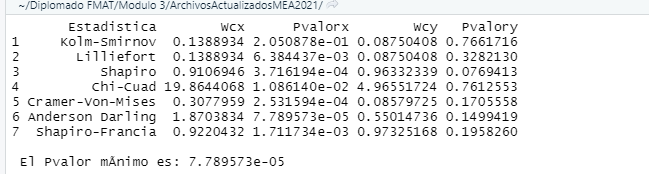 ~/Diplomado FMAT/Modulo 3/ArchivosActualizadosMEA2021/
Estadistica Wcx Pvalorx Wcy Pvalory
1 Kolm-Smirnov 0.1388934 2.050878e-01 0.08750408 0.7661716
2 Lilliefort 0.1388934 6.384437e-03 0.08750408 0.3282130
3 Shapiro 0.9106946 3.716194e-04 0.96332339 0.0769413
4 Chi-Cuad 19.8644068 1.086140e-02 4.96551724 0.7612553
5 Cramer-Von-Mises 0.3077959 2.531594e-04 0.08579725 0.1705558
6 Anderson Darling 1.8703834 7.789573e-05 0.55014736 0.1499419
7 Shapiro-Francia 0.9220432 1.711734e-03 0.97325168 0.1958260
El Pvalor mÃnimo es: 7.789573e-05